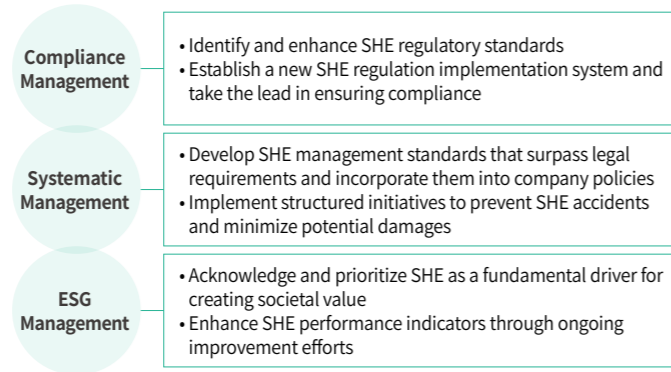 Compliance
Management
• Identify and enhance SHE regulatory standards
• Establish a new SHE regulation implementation system and
take the lead in ensuring compliance
Systematic
Management
• Develop SHE management standards that surpass legal
requirements and incorporate them into company policies
• Implement structured initiatives to prevent SHE accidents
and minimize potential damages
ESG
Management
• Acknowledge and prioritize SHE as a fundamental driver for
creating societal value
• Enhance SHE performance indicators through ongoing
improvement efforts